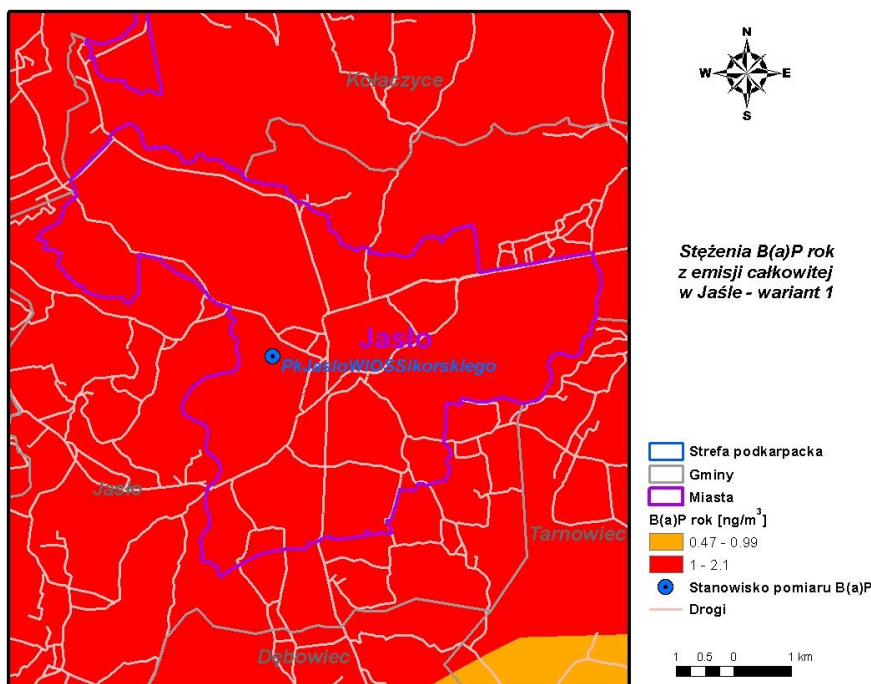 Kołaczyce
Jasło
PkJasloWIOSSikorskiego
Jasło
Tarnowiec
Dębowiec
N
W E
S
Stężenia B(a)P rok
z emisji całkowitej
w Jaśle - wariant 1
Strefa podkarpacka
Gminy
Miasta
B(a)P rok [ng/m³]
0.47 - 0.99
1 - 2.1
Stanowisko pomiaru B(a)P
Drogi
1 0.5 0 1 km